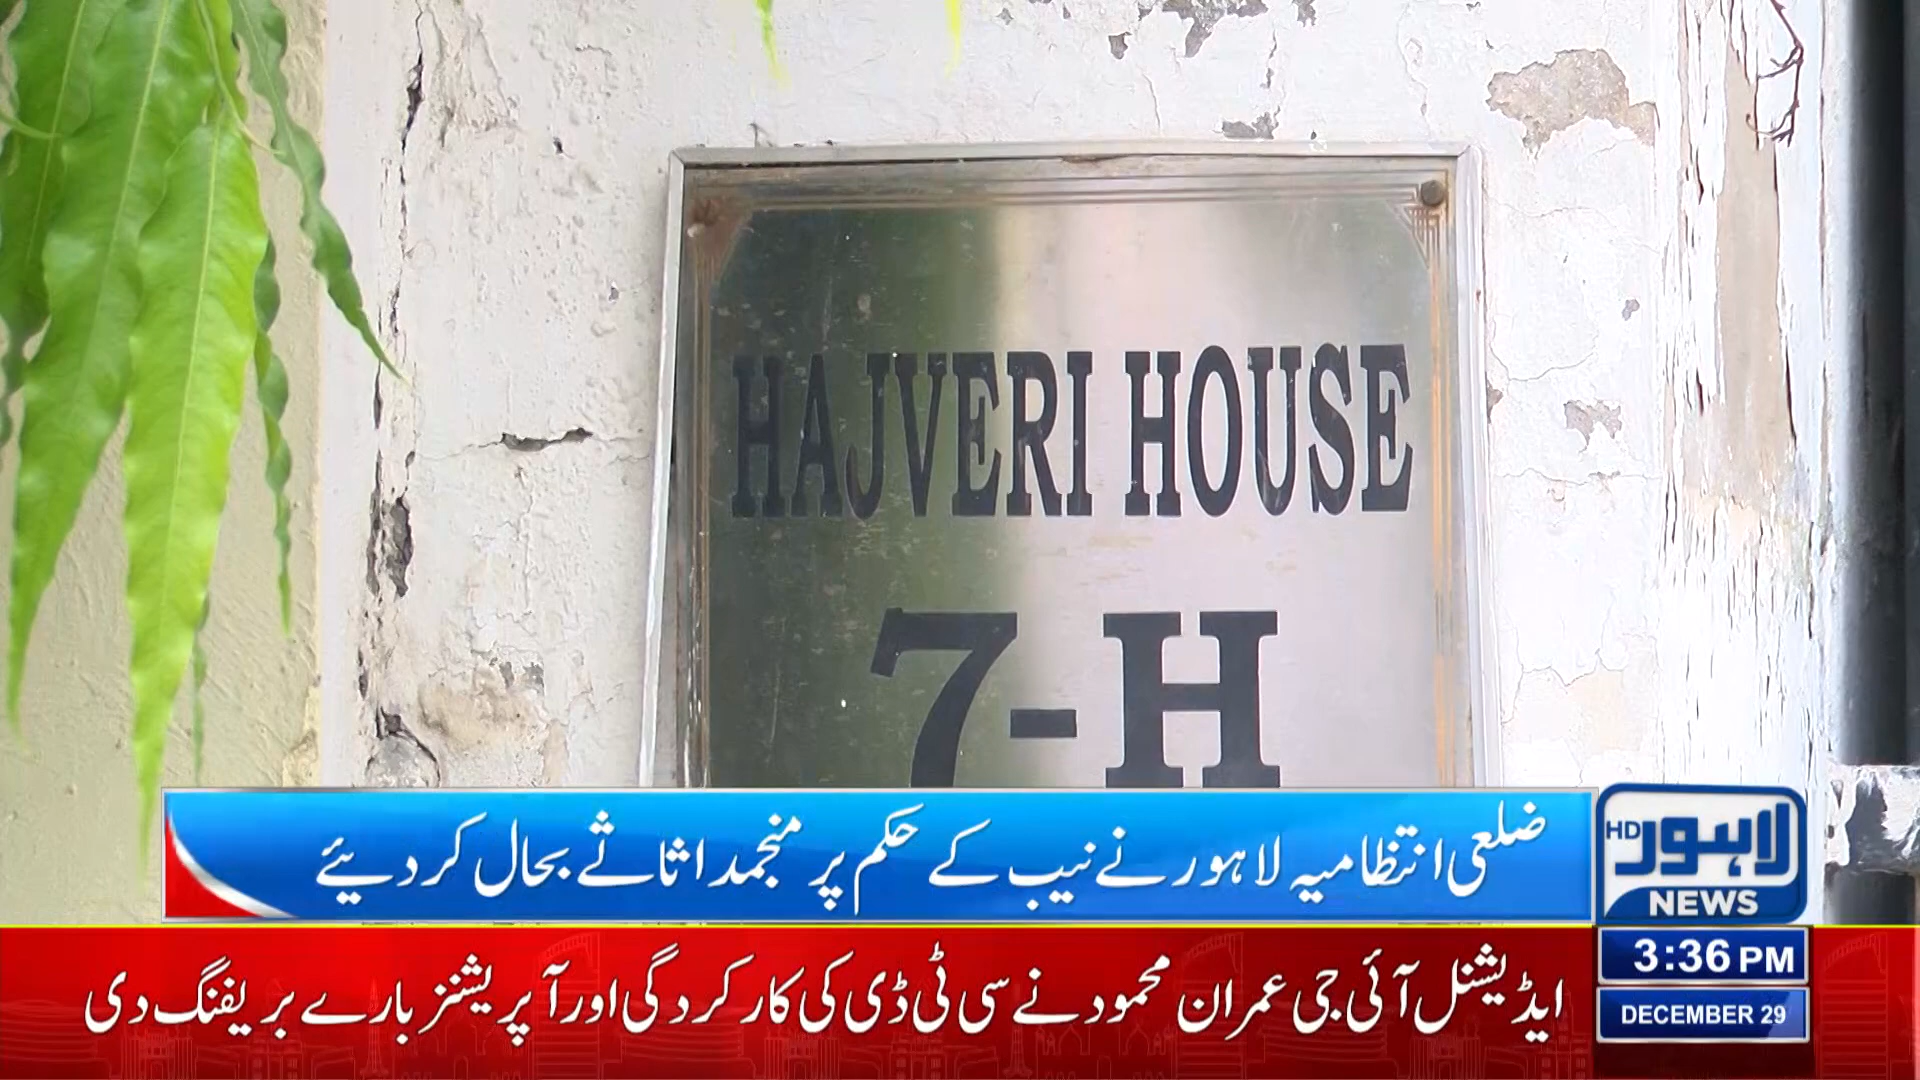 HAJVERI HOUSE
7-H
ضلعی انتظامیہ لاہور نے نیب کے حکم پر منجمد اثاثے بحال کر دیئے
لاہور
HD
NEWS
3:36 PM
ایڈیشنل آئی جی عمران محمود نے سی ٹی ڈی کی کارکردگی اور آپریشنز بارے بریفنگ دی
DECEMBER 29